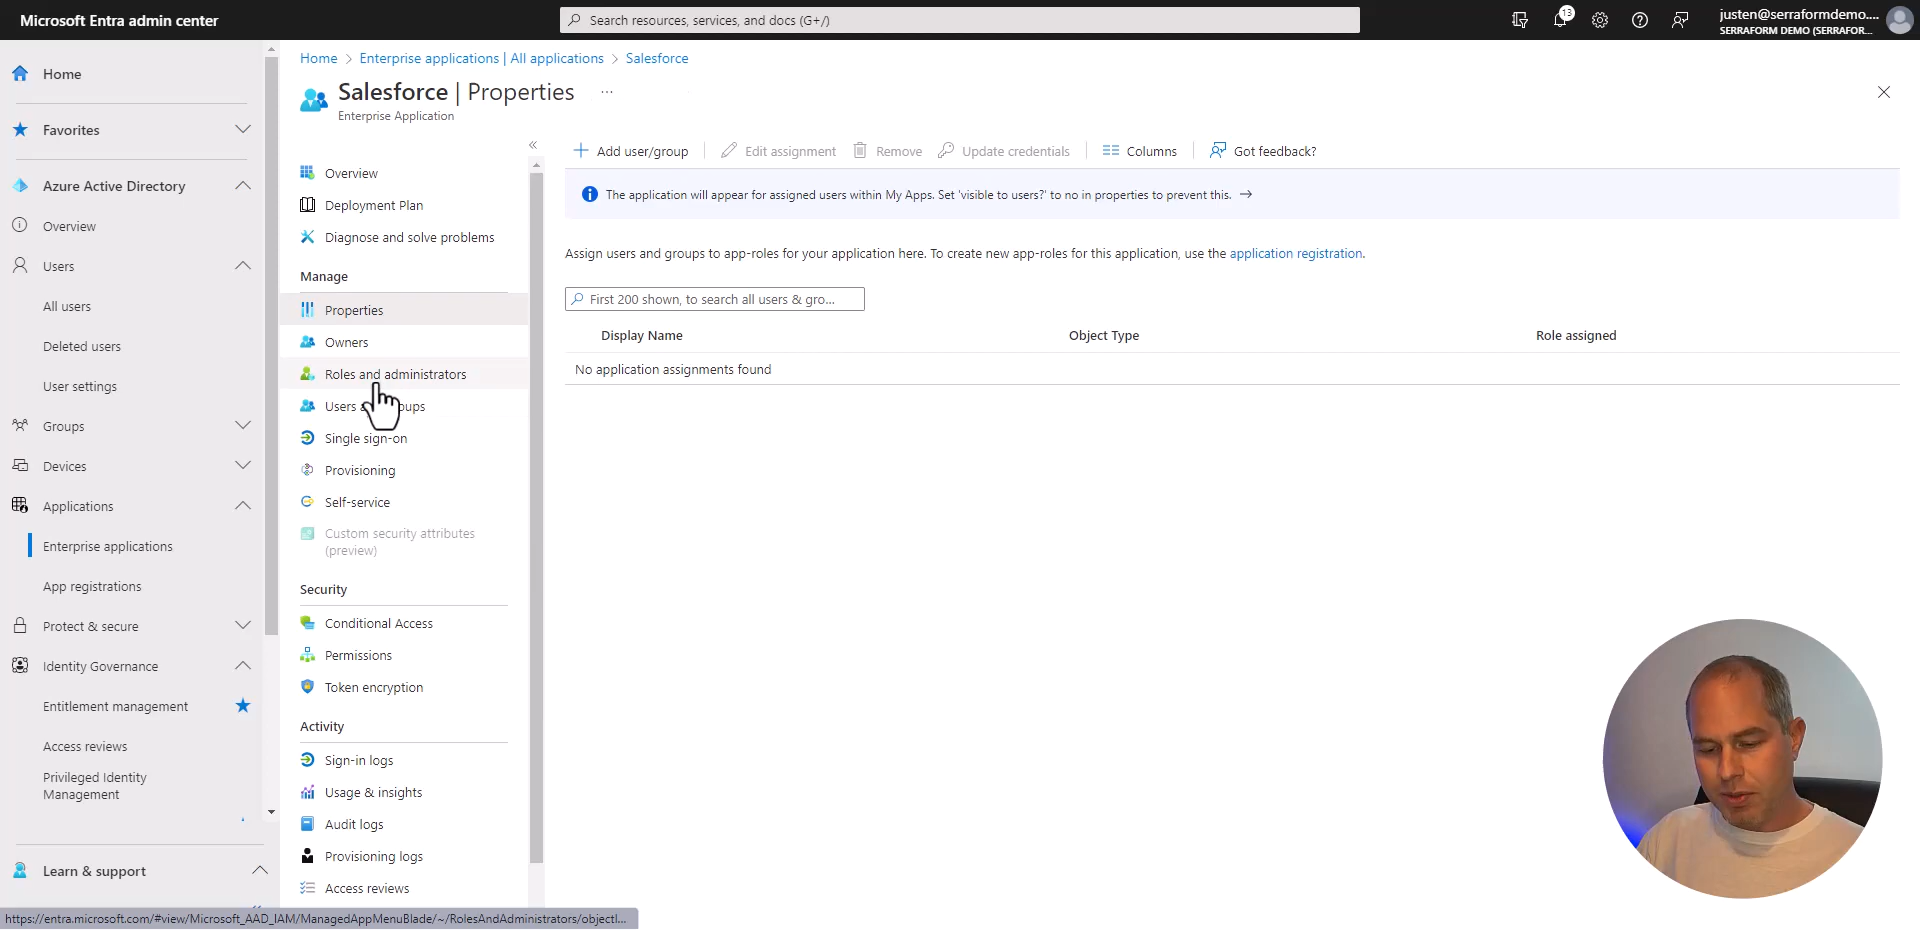 Microsoft Entra admin center
Search resources, services, and docs (G+/)
13
justen@serraformdemo....
SERRAFORM DEMO (SERRAFOR...
Home
Favorites
Azure Active Directory
Overview
Users
All users
Deleted users
User settings
Groups
Devices
Applications
Enterprise applications
App registrations
Protect & secure
Identity Governance
Entitlement management
Access reviews
Privileged Identity
Management
Learn & support
Home > Enterprise applications | All applications > Salesforce
Salesforce | Properties ...
Enterprise Application
Overview
Deployment Plan
Diagnose and solve problems
Manage
Properties
Owners
Roles and administrators
Users a oups
Single sign-on
Provisioning
Self-service
Custom security attributes
(preview)
Security
Conditional Access
Permissions
Token encryption
Activity
Sign-in logs
Usage & insights
Audit logs
Provisioning logs
Access reviews
Add user/group
Edit assignment
Remove
Update credentials
Columns
Got feedback?
The application will appear for assigned users within My Apps. Set 'visible to users?' to no in properties to prevent this. →
Assign users and groups to app-roles for your application here. To create new app-roles for this application, use the application registration.
First 200 shown, to search all users & gro...
Display Name Object Type Role assigned
No application assignments found
https://entra.microsoft.com/#view/Microsoft_AAD_IAM/ManagedAppMenuBlade/~/RolesAndAdministrators/objectI...